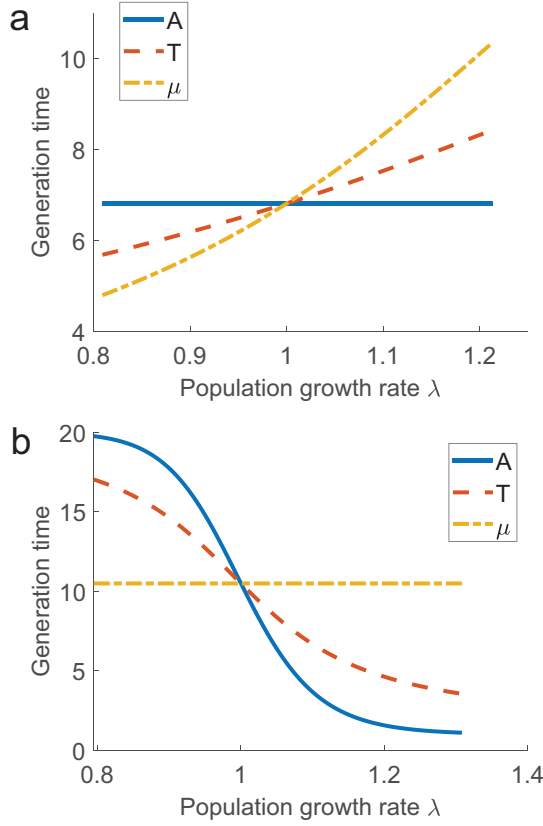 a
A
T
μ
Generation time
10
8
6
4
0.8 0.9 1 1.1 1.2
Population growth rate λ
b
A
T
μ
Generation time
20
15
10
5
0
0.8 1 1.2 1.4
Population growth rate λ